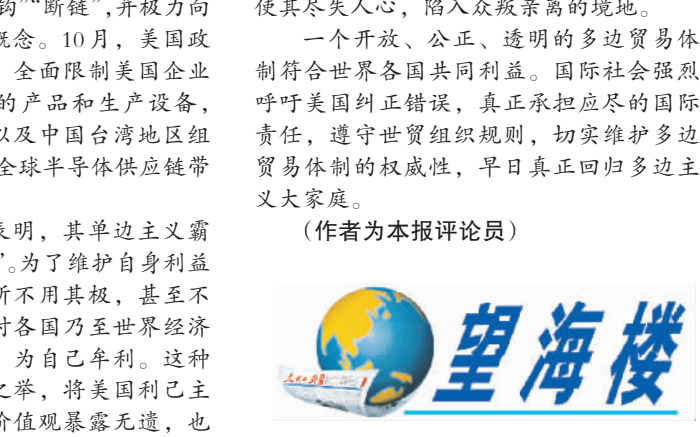 钩”“断链”,并极力向
概念。10月，美国政
全面限制美国企业
的产品和生产设备，
以及中国台湾地区组
全球半导体供应链带
表明，其单边主义霸
”。为了维护自身利益
所不用其极，甚至不
对各国乃至世界经济
为自己牟利。这种
之举，将美国利己主
价值观暴露无遗，也
使其尽失人心，陷入众叛亲离的境地。
一个开放、公正、透明的多边贸易体
制符合世界各国共同利益。国际社会强烈
呼吁美国纠正错误，真正承担应尽的国际
责任，遵守世贸组织规则，切实维护多边
贸易体制的权威性，早日真正回归多边主
义大家庭。
（作者为本报评论员）
人民日报
望海楼